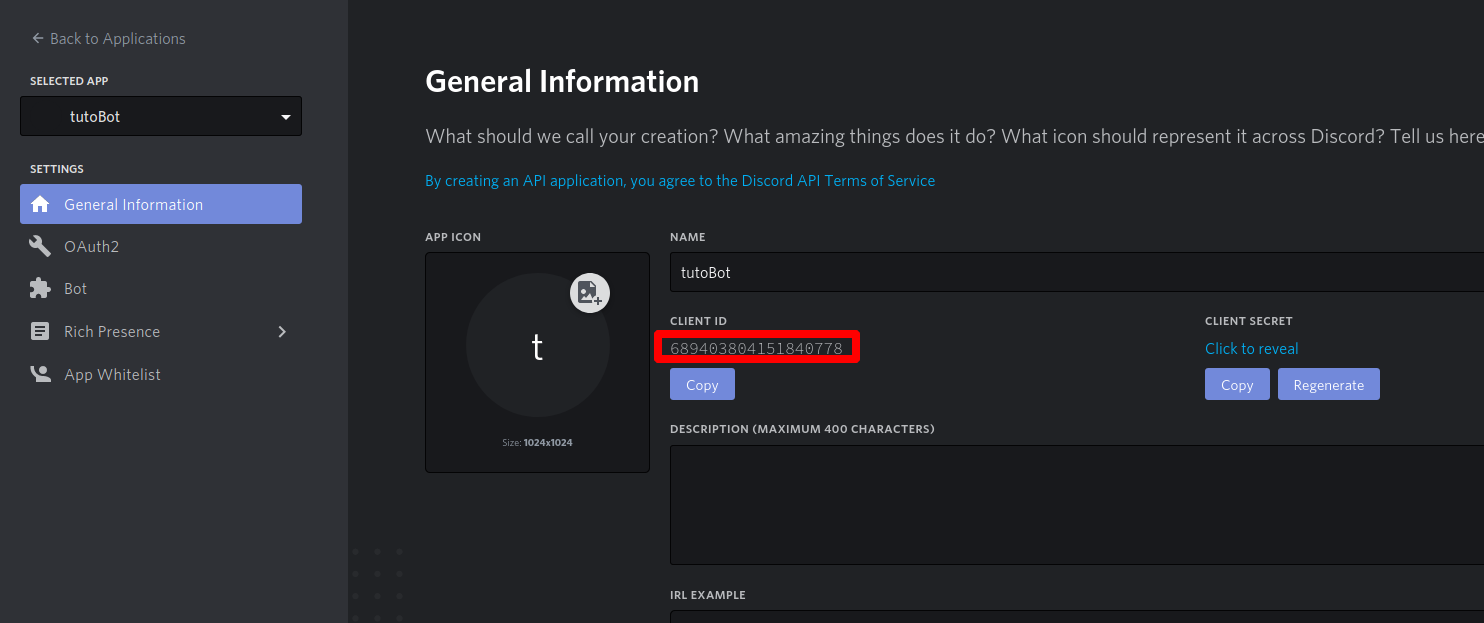 Back to Applications
SELECTED APP
tutoBot
SETTINGS
General Information
OAuth2
Bot
Rich Presence
App Whitelist
General Information
What should we call your creation? What amazing things does it do? What icon should represent it across Discord? Tell us here
By creating an API application, you agree to the Discord API Terms of Service
APP ICON
t
Size: 1024x1024
NAME
tutoBot
CLIENT ID
689403804151840778
Copy
CLIENT SECRET
Click to reveal
Copy Regenerate
DESCRIPTION (MAXIMUM 400 CHARACTERS)
IRL EXAMPLE